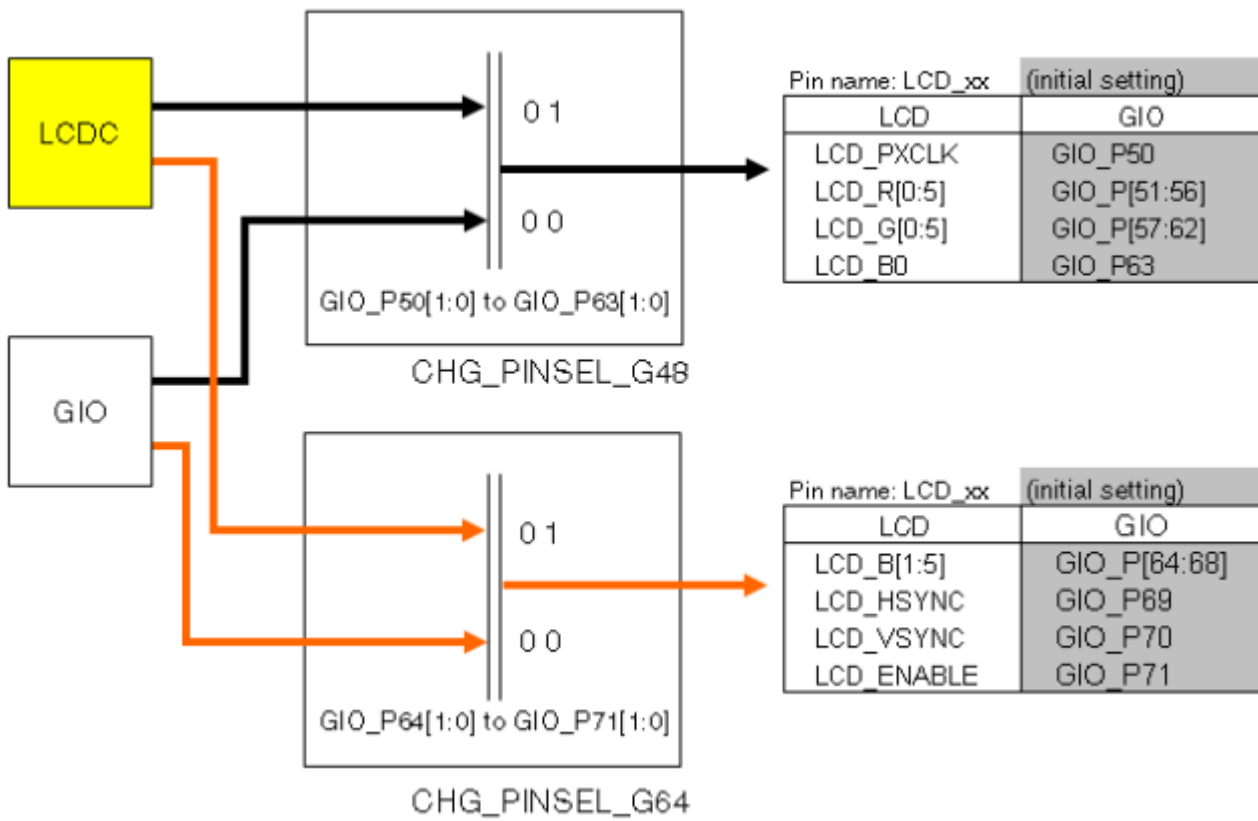 LCDC
0 1
0 0
GIO_P50[1:0] to GIO_P63[1:0]
CHG_PINSEL_G48
Pin name: LCD_xx (initial setting)
LCD GIO
LCD_PXCLK GIO_P50
LCD_R[0:5] GIO_P[51:56]
LCD_G[0:5] GIO_P[57:62]
LCD_B0 GIO_P63
GIO
0 1
0 0
GIO_P64[1:0] to GIO_P71[1:0]
CHG_PINSEL_G64
Pin name: LCD_xx (initial setting)
LCD GIO
LCD_B[1:5] GIO_P[64:68]
LCD_HSYNC GIO_P69
LCD_VSYNC GIO_P70
LCD_ENABLE GIO_P71